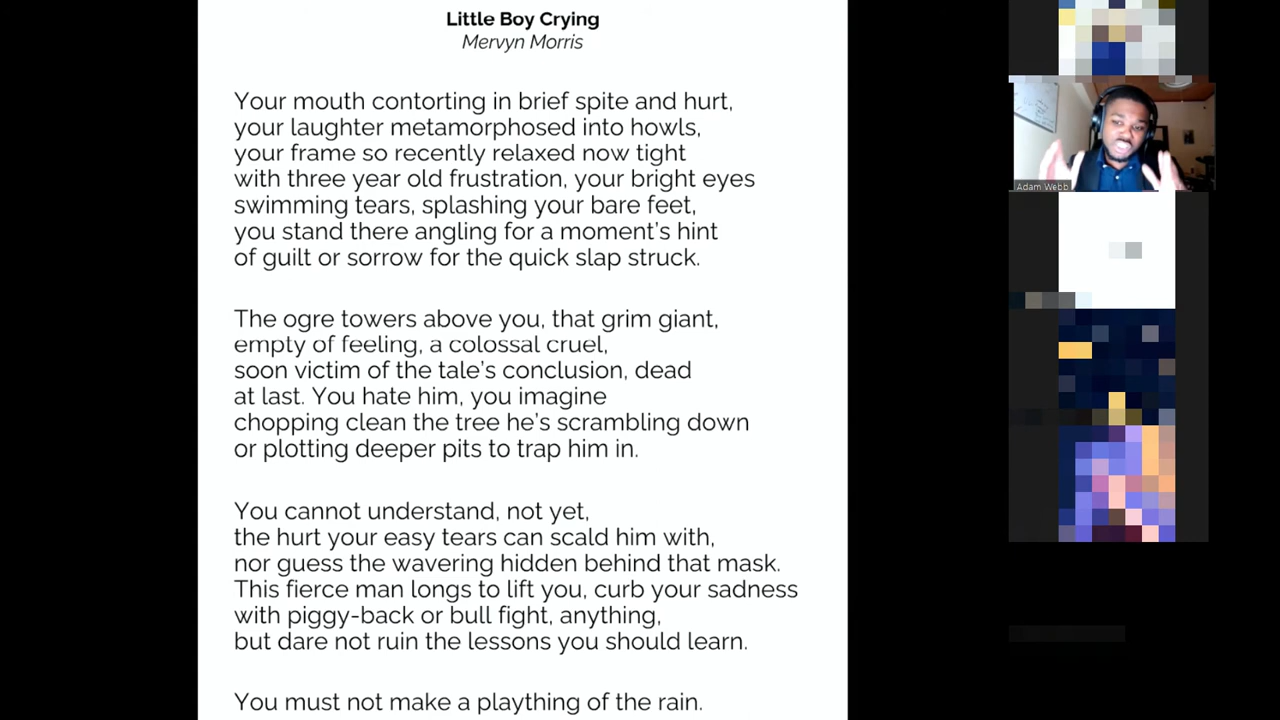 Little Boy Crying
Mervyn Morris
Your mouth contorting in brief spite and hurt,
your laughter metamorphosed into howls,
your frame so recently relaxed now tight
with three year old frustration, your bright eyes
swimming tears, splashing your bare feet,
you stand there angling for a moment’s hint
of guilt or sorrow for the quick slap struck.
The ogre towers above you, that grim giant,
empty of feeling, a colossal cruel,
soon victim of the tale’s conclusion, dead
at last. You hate him, you imagine
chopping clean the tree he’s scrambling down
or plotting deeper pits to trap him in.
You cannot understand, not yet,
the hurt your easy tears can scald him with,
nor guess the wavering hidden behind that mask.
This fierce man longs to lift you, curb your sadness
with piggy-back or bull fight, anything,
but dare not ruin the lessons you should learn.
You must not make a plaything of the rain.
Adam Webb